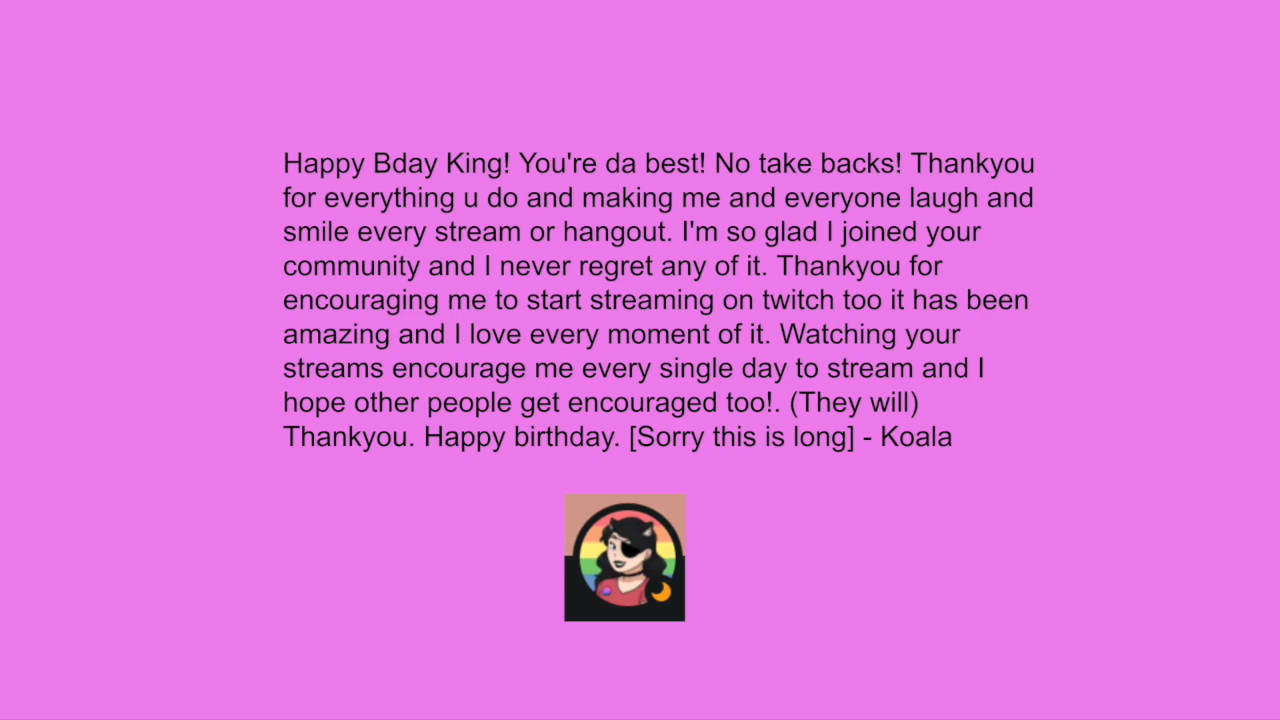 Happy Bday King! You're da best! No take backs! Thankyou
for everything u do and making me and everyone laugh and
smile every stream or hangout. I'm so glad I joined your
community and I never regret any of it. Thankyou for
encouraging me to start streaming on twitch too it has been
amazing and I love every moment of it. Watching your
streams encourage me every single day to stream and I
hope other people get encouraged too!. (They will)
Thankyou. Happy birthday. [Sorry this is long] - Koala